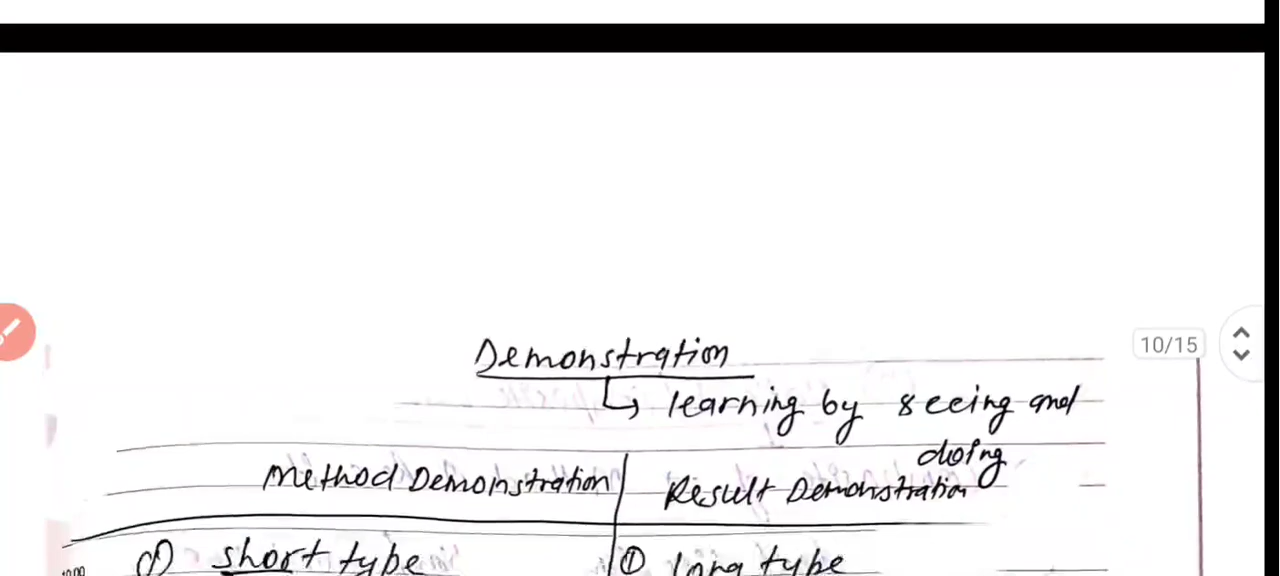 Demonstration
↳ learning by seeing and
doing
10/15
Method Demonstration | Result Demonstration
① short type | ① long type